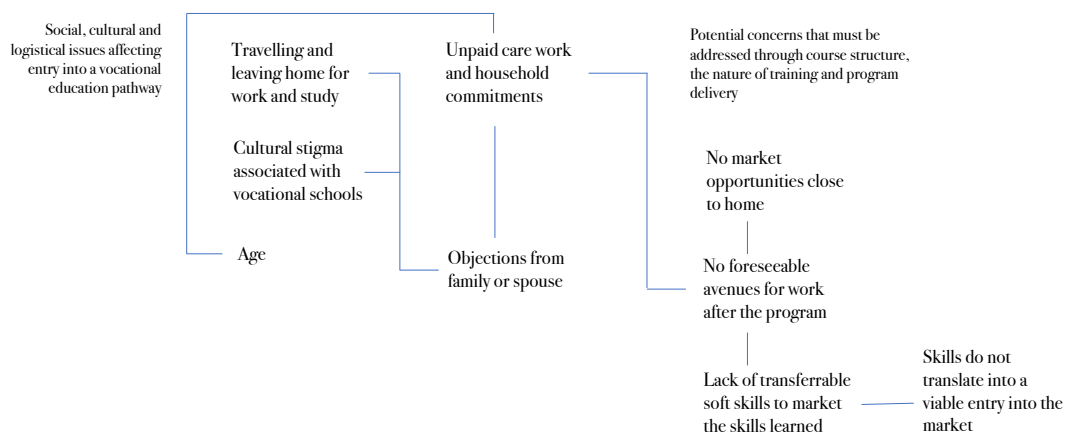 Social, cultural and
logistical issues affecting
entry into a vocational
education pathway
Travelling and
leaving home for
work and study
Unpaid care work
and household
commitments
Potential concerns that must be
addressed through course structure,
the nature of training and program
delivery
Cultural stigma
associated with
vocational schools
No market
opportunities close
to home
Age
Objections from
family or spouse
No foreseeable
avenues for work
after the program
Lack of transferrable
soft skills to market
the skills learned
Skills do not
translate into a
viable entry into the
market